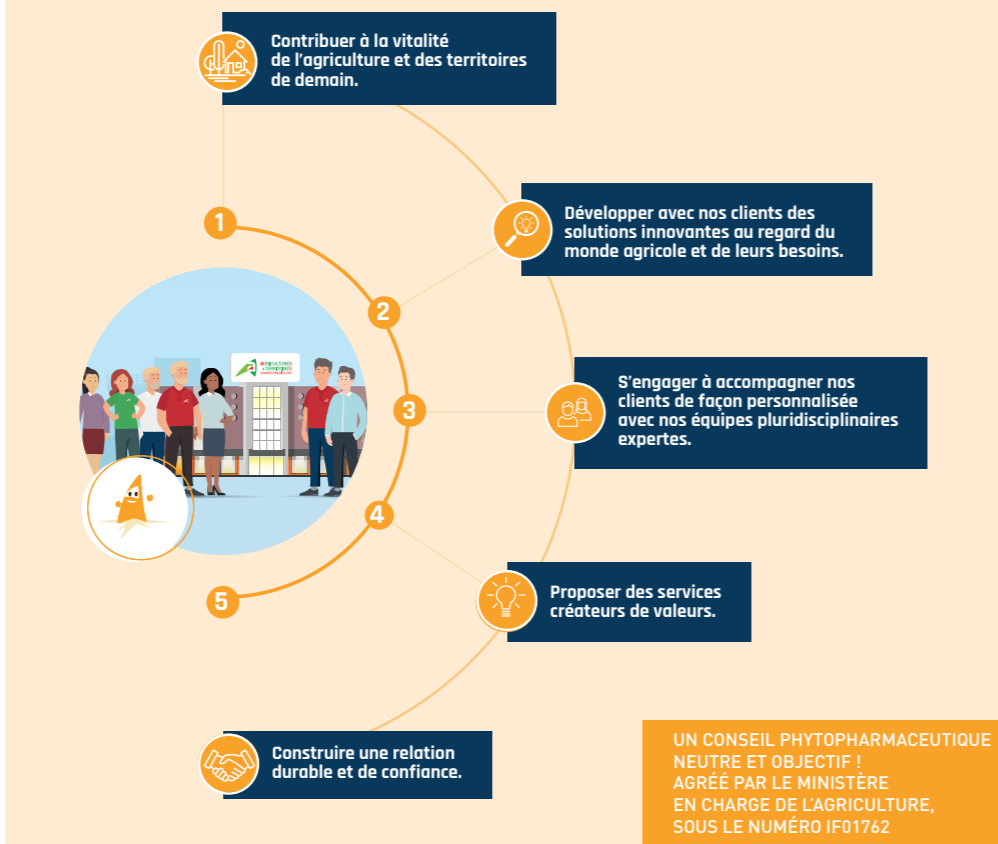 Contribuer à la vitalité
de l'agriculture et des territoires
de demain.
1
Développer avec nos clients des
solutions innovantes au regard du
monde agricole et de leurs besoins.
2
AGRICULTURES
& TERRITOIRES
S'engager à accompagner nos
clients de façon personnalisée
avec nos équipes pluridisciplinaires
expertes.
3
4
Proposer des services
créateurs de valeurs.
5
Construire une relation
durable et de confiance.
UN CONSEIL PHYTOPHARMACEUTIQUE
NEUTRE ET OBJECTIF !
AGRÉÉ PAR LE MINISTÈRE
EN CHARGE DE L'AGRICULTURE,
SOUS LE NUMÉRO IF01762